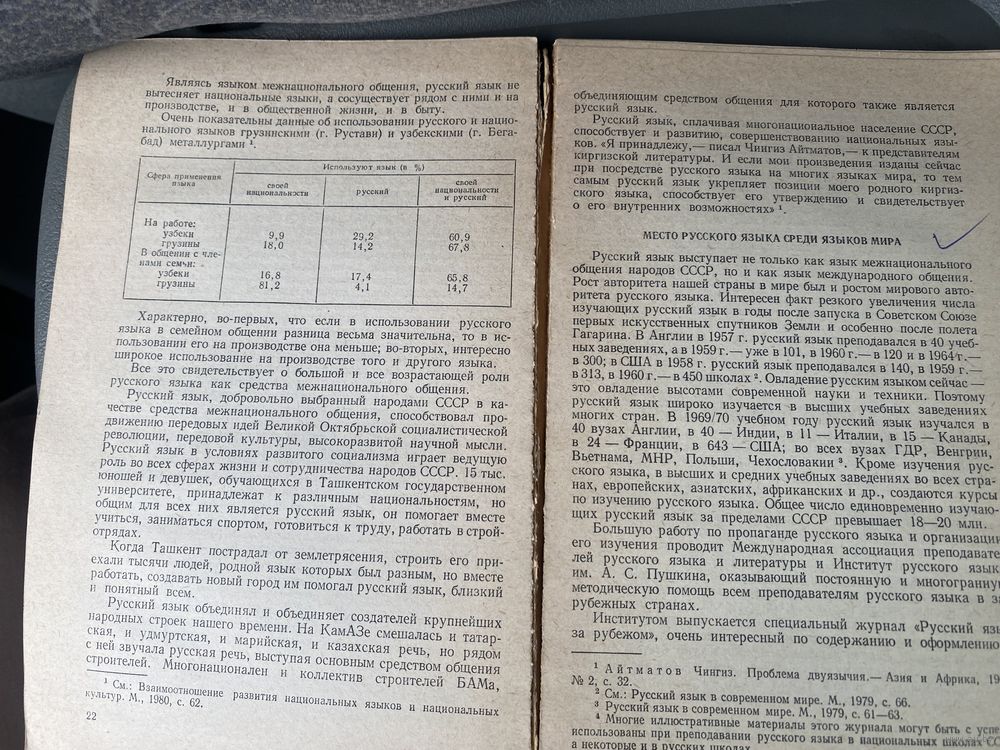 Являясь языком межнационального общения, русский язык не
вытесняет национальные языки, а сосуществует рядом с ними и на
производстве, и в общественной жизни, и в быту.
Очень показательны данные об использовании русского и нацио-
нального языков грузинскими (г. Рустави) и узбекскими (г. Бега-
бад) металлургами ¹.
Сфера применения
языка
Используют язык (в %)
своей
национальности
русский
своей
национальности
и русский
На работе:
узбеки 9,9 29,2 60,9
грузины 18,0 14,2 67,8
В общении с чле-
нами семьи:
узбеки 16,8 17,4 65,8
грузины 81,2 4,1 14,7
Характерно, во-первых, что если в использовании русского
языка в семейном общении разница весьма значительна, то в ис-
пользовании его на производстве она меньше; во-вторых, интересно
широкое использование на производстве того и другого языка.
Все это свидетельствует о большой и все возрастающей роли
русского языка как средства межнационального общения.
Русский язык, добровольно выбранный народами СССР в ка-
честве средства межнационального общения, способствовал про-
движению передовых идей Великой Октябрьской социалистической
революции, передовой культуры, высокоразвитой научной мысли.
Русский язык в условиях развитого социализма играет ведущую
роль во всех сферах жизни и сотрудничества народов СССР. 15 тыс.
юношей и девушек, обучающихся в Ташкентском государственном
университете, принадлежат к различным национальностям, но
общим для всех них является русский язык, он помогает вместе
учиться, заниматься спортом, готовиться к труду, работать в строй-
отрядах.
Когда Ташкент пострадал от землетрясения, строить его при-
ехали тысячи людей, родной язык которых был разным, но вместе
работать, создавать новый город им помогал русский язык, близкий
и понятный всем.
Русский язык объединял и объединяет создателей крупнейших
народных строек нашего времени. На КамАЗе смешалась и татар-
ская, и удмуртская, и марийская, и казахская речь, но рядом
с ней звучала русская речь, выступая основным средством общения
строителей. Многонационален и коллектив строителей БАМа,
¹ См.: Взаимоотношение развития национальных языков и национальных
культур. М., 1980, с. 62.
22
объединяющим средством общения для которого также является
русский язык.
Русский язык, сплачивая многонациональное население СССР,
способствует и развитию, совершенствованию национальных язы-
ков. «Я принадлежу,— писал Чингиз Айтматов,— к представителям
киргизской литературы. И если мои произведения изданы сейчас
при посредстве русского языка на многих языках мира, то тем
самым русский язык укрепляет позиции моего родного киргиз-
ского языка, способствует его утверждению и свидетельствует
о его внутренних возможностях» ¹.
МЕСТО РУССКОГО ЯЗЫКА СРЕДИ ЯЗЫКОВ МИРА
Русский язык выступает не только как язык межнационального
общения народов СССР, но и как язык международного общения.
Рост авторитета нашей страны в мире был и ростом мирового авто-
ритета русского языка. Интересен факт резкого увеличения числа
изучающих русский язык в годы после запуска в Советском Союзе
первых искусственных спутников Земли и особенно после полета
Гагарина. В Англии в 1957 г. русский язык преподавался в 40 учеб-
ных заведениях, а в 1959 г.— уже в 101, в 1960 г.— в 120 и в 1964 г.—
в 300; в США в 1958 г. русский язык преподавался в 140, в 1959 г.—
в 313, в 1960 г.— в 450 школах ². Овладение русским языком сейчас —
это овладение высотами современной науки и техники. Поэтому
русский язык широко изучается в высших учебных заведениях
многих стран. В 1969/70 учебном году русский язык изучался в
40 вузах Англии, в 40 — Индии, в 11 — Италии, в 15 — Канады,
в 24 — Франции, в 643 — США; во всех вузах ГДР, Венгрии,
Вьетнама, МНР, Польши, Чехословакии ³. Кроме изучения рус-
ского языка, в высших и средних учебных заведениях во всех стра-
нах, европейских, азиатских, африканских и др., создаются курсы
по изучению русского языка. Общее число единовременно изучаю-
щих русский язык за пределами СССР превышает 18—20 млн.
Большую работу по пропаганде русского языка и организации
его изучения проводит Международная ассоциация преподавате
лей русского языка и литературы и Институт русского язык
им. А. С. Пушкина, оказывающий постоянную и многогранну
методическую помощь всем преподавателям русского языка в за
рубежных странах.
Институтом выпускается специальный журнал «Русский язы
за рубежом», очень интересный по содержанию и оформлению
¹ Айтматов Чингиз. Проблема двуязычия.— Азия и Африка, 19
№ 2, с. 32.
² См.: Русский язык в современном мире. М., 1979, с. 66.
³ Русский язык в современном мире. М., 1979, с. 61—63.
⁴ Многие иллюстративные материалы этого журнала могут быть с успе
использованы при преподавании русского языка в национальных школах
а некоторые и в русских школах.